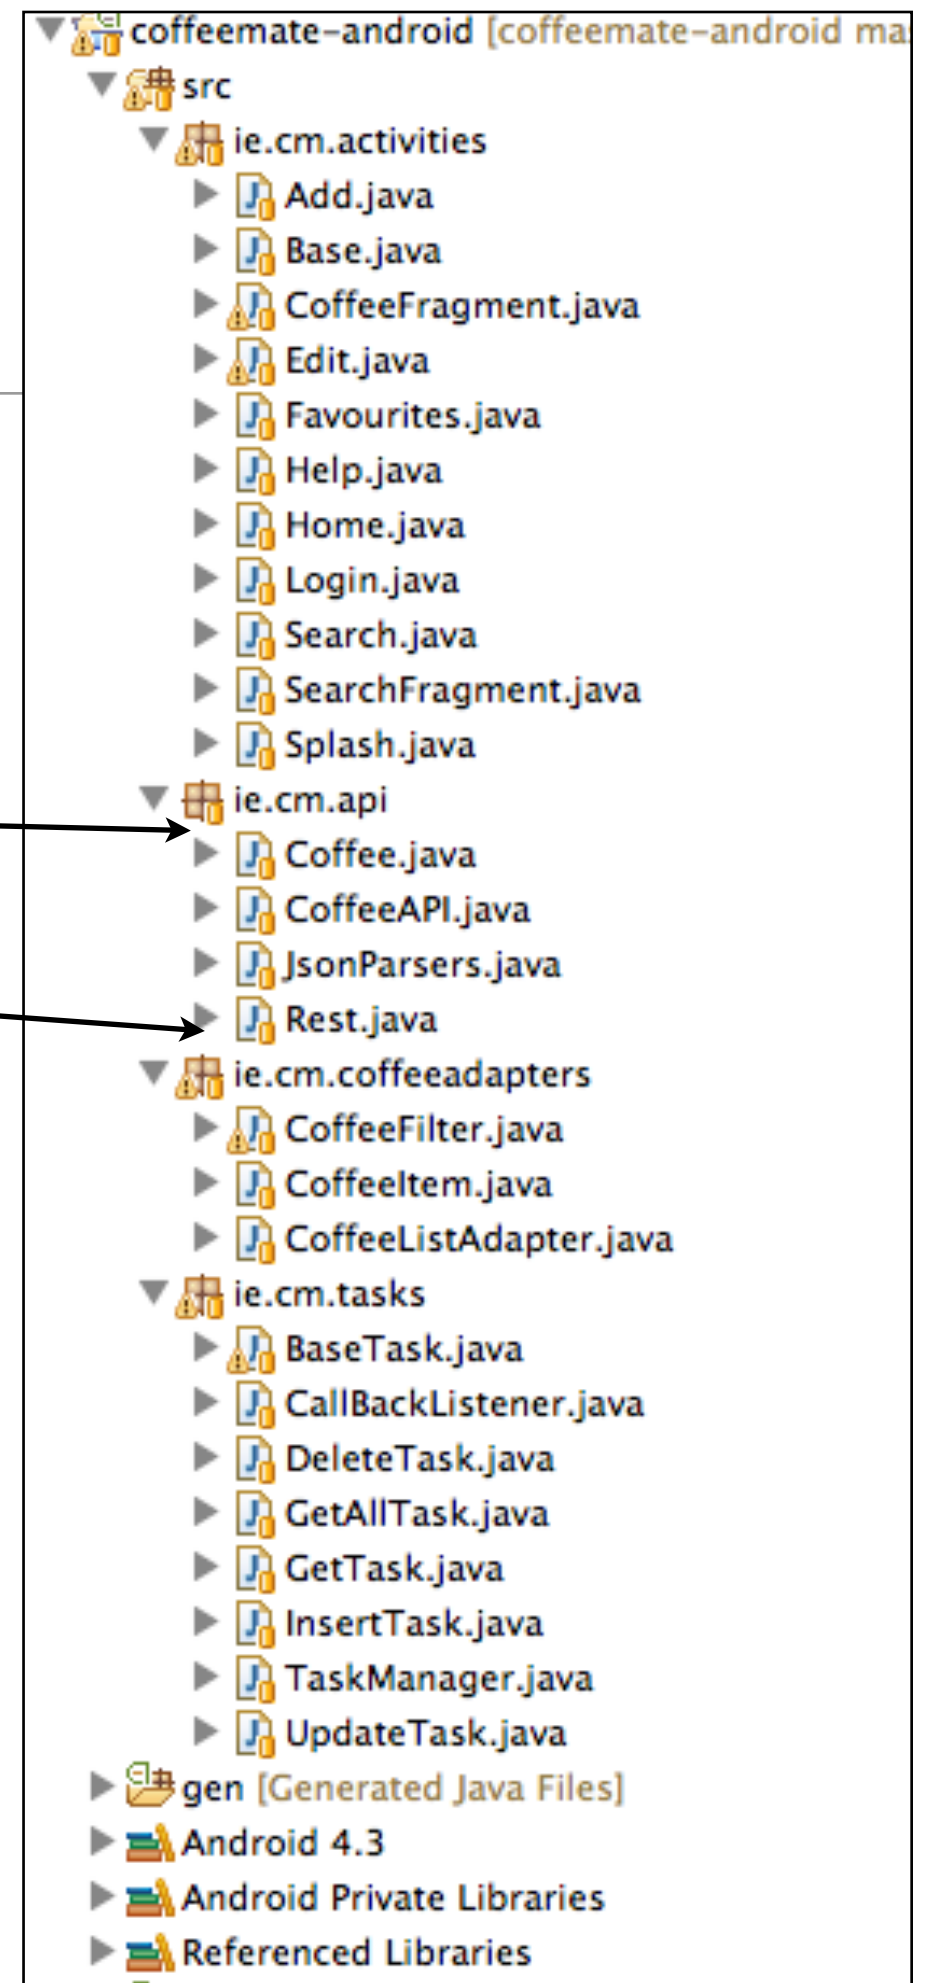 coffeemate-android [coffeemate-android
src
ie.cm.activities
Add.java
Base.java
CoffeeFragment.java
Edit.java
Favourites.java
Help.java
Home.java
Login.java
Search.java
SearchFragment.java
Splash.java
ie.cm.api
Coffee.java
CoffeeAPI.java
JsonParsers.java
Rest.java
ie.cm.coffeeadapters
CoffeeFilter.java
CoffeeItem.java
CoffeeListAdapter.java
ie.cm.tasks
BaseTask.java
CallBackListener.java
DeleteTask.java
GetAllTask.java
GetTask.java
InsertTask.java
TaskManager.java
UpdateTask.java
gen [Generated Java Files]
Android 4.3
Android Private Libraries
Referenced Libraries